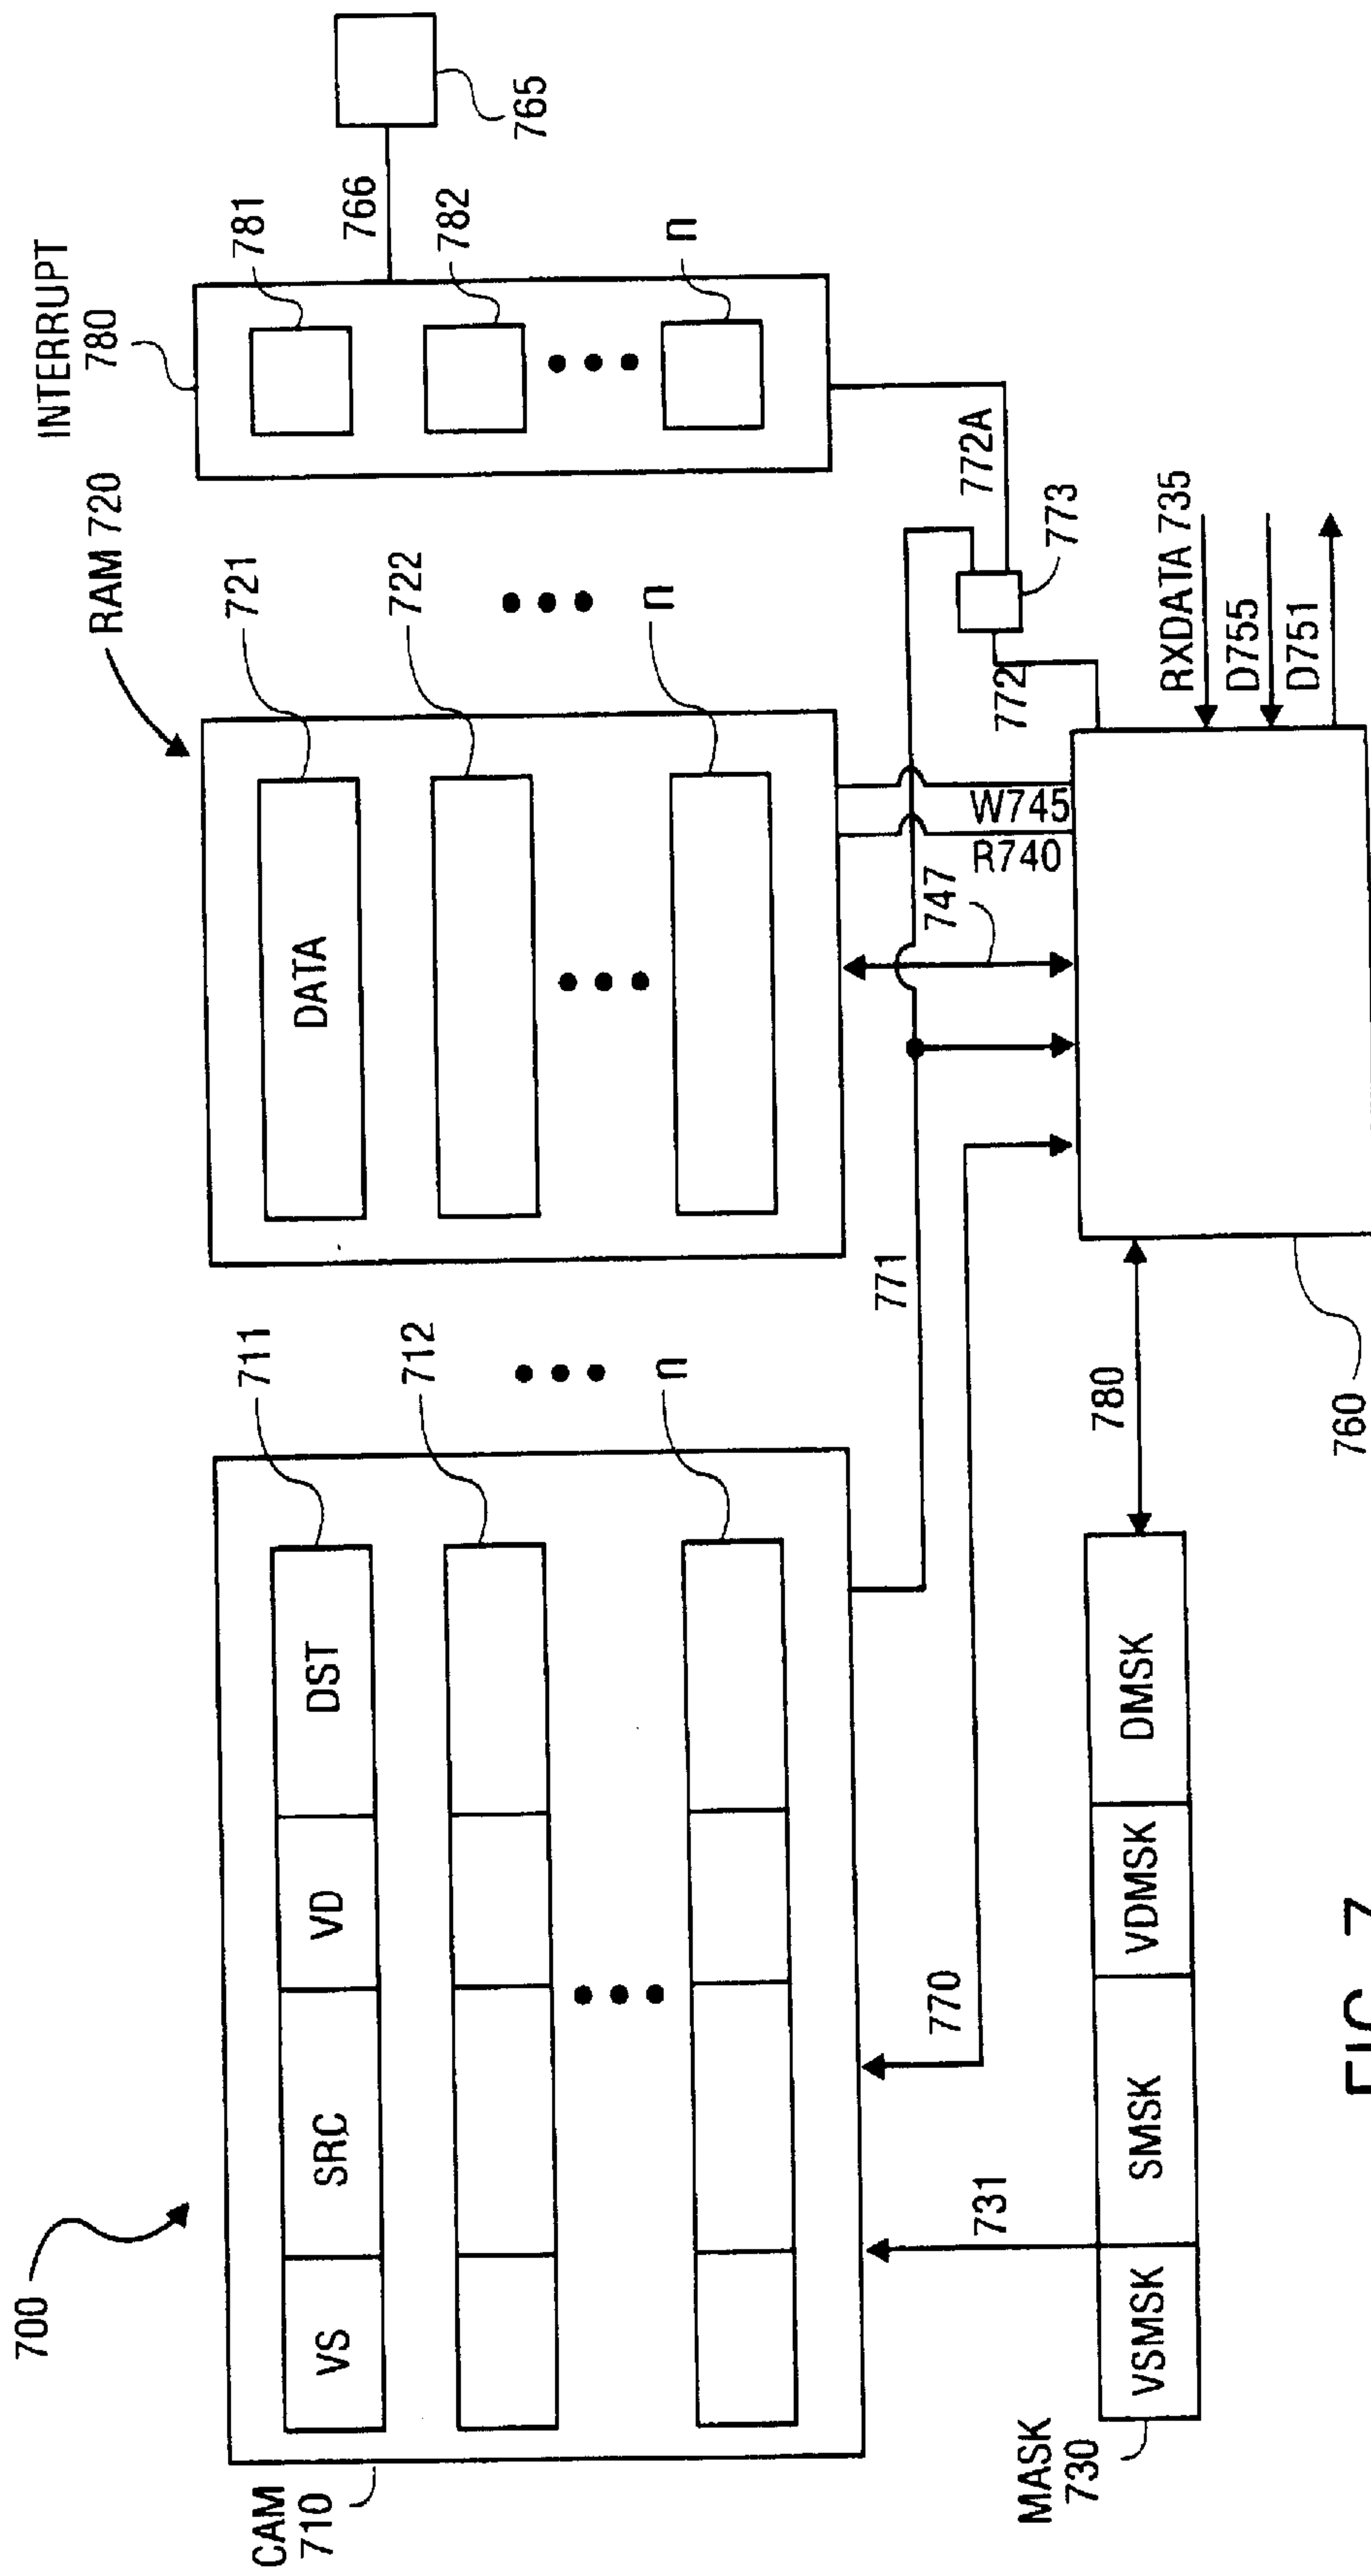 700
CAM
710
VS
SRC
VD
DST
711
712
n
RAM 720
DATA
721
722
n
INTERRUPT
780
781
782
n
766
765
771
770
731
747
R740
W745
772
772A
773
RXDATA 735
D755
D751
760
780
MASK
730
VSMSK
SMSK
VDMSK
DMSK
FIG. 7